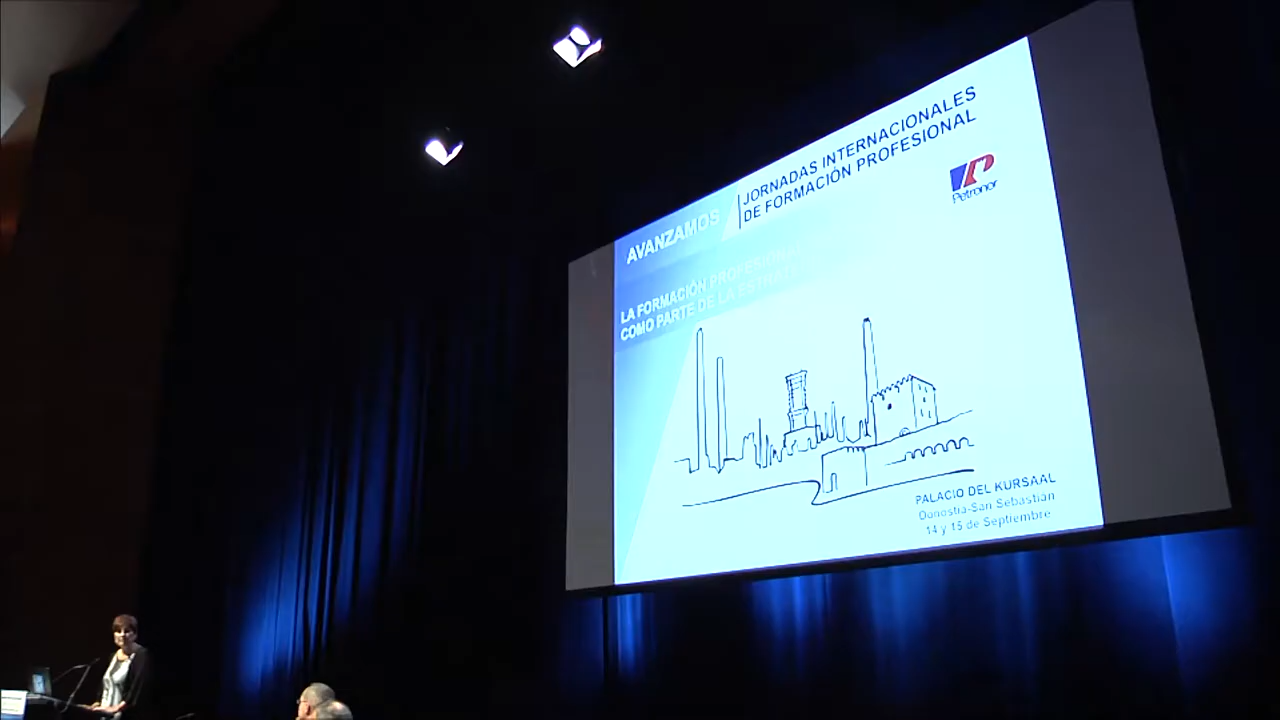 AVANZAMOS
JORNADAS INTERNACIONALES
DE FORMACIÓN PROFESIONAL
Petronor
LA FORMACIÓN PROFESIONAL
COMO PARTE DE LA
PALACIO DEL KURSAAL
Donostia-San Sebastián
14 y 15 de Septiembre